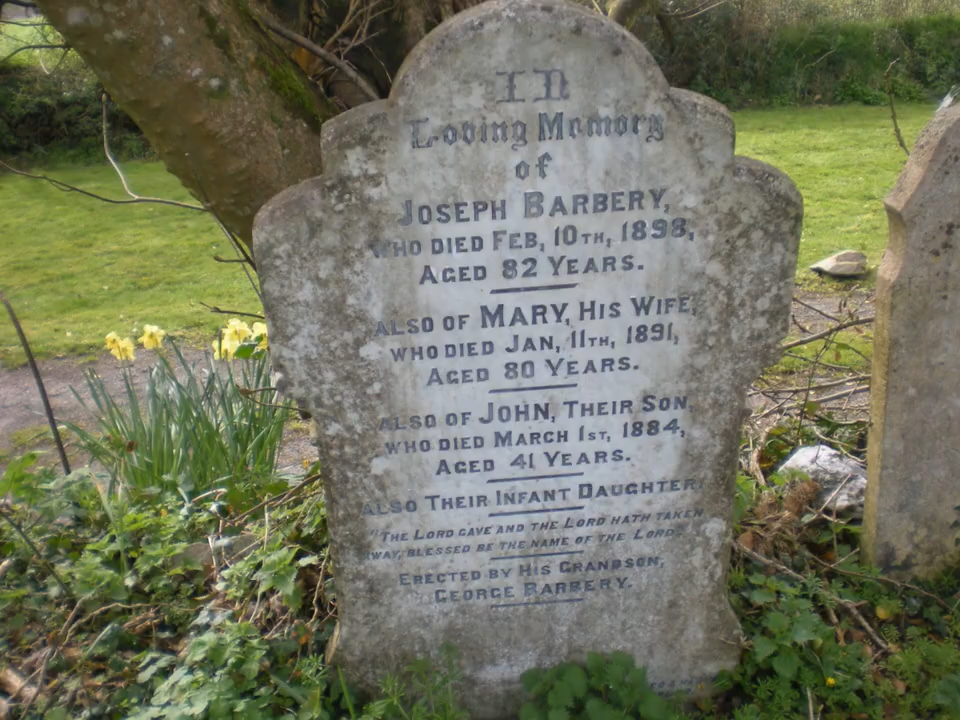 In
Loving Memory
of
JOSEPH BARBERY,
WHO DIED FEB, 10TH, 1898,
AGED 82 YEARS.
ALSO OF MARY, HIS WIFE,
WHO DIED JAN, 11TH, 1891,
AGED 80 YEARS.
ALSO OF JOHN, THEIR SON,
WHO DIED MARCH 1ST, 1884,
AGED 41 YEARS.
ALSO THEIR INFANT DAUGHTER.
"THE LORD GAVE AND THE LORD HATH TAKEN
AWAY, BLESSED BE THE NAME OF THE LORD.
ERECTED BY HIS GRANDSON,
GEORGE BARBERY.